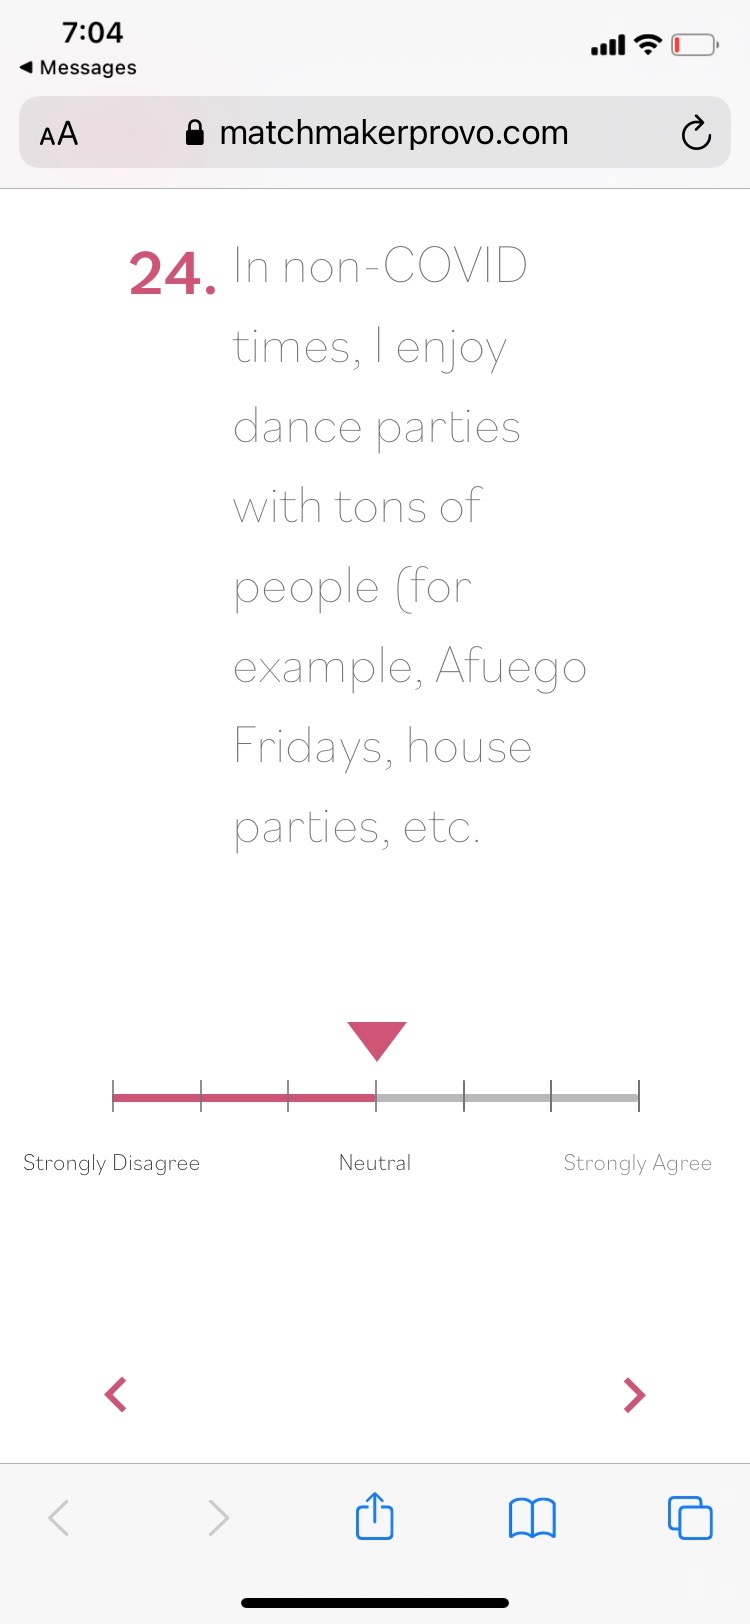 7:04
◀ Messages
AA matchmakerprovo.com
24. In non-COVID
times, I enjoy
dance parties
with tons of
people (for
example, Afuego
Fridays, house
parties, etc.
Strongly Disagree Neutral Strongly Agree